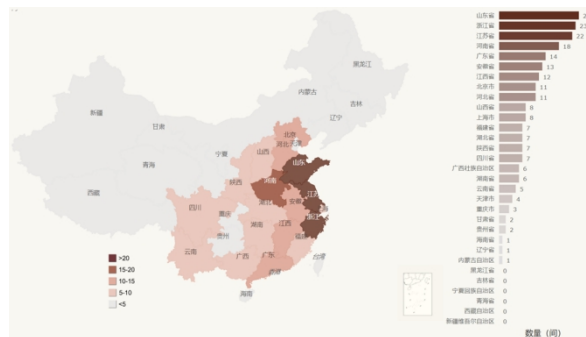 黑龙江
内蒙古
吉林
新疆
辽宁
甘肃
北京
天津
河北
山西
宁夏
山东
青海
陕西
河南
江苏
西藏
安徽
湖北
四川
重庆
浙江
湖南
江西
贵州
福建
云南
广西
广东
台湾
香港
海南
>20
15-20
10-15
5-10
<5
山东省
浙江省 23
江苏省 22
河南省 18
广东省 14
安徽省 13
江西省 12
北京市 11
河北省 11
山西省 8
上海市 8
福建省 7
湖北省 7
陕西省 7
四川省 7
广西壮族自治区 6
湖南省 6
云南省 5
天津市 4
重庆市 3
甘肃省 2
贵州省 2
海南省 1
辽宁省 1
内蒙古自治区 1
黑龙江省 0
吉林省 0
宁夏回族自治区 0
青海省 0
西藏自治区 0
新疆维吾尔自治区 0
数量（间）